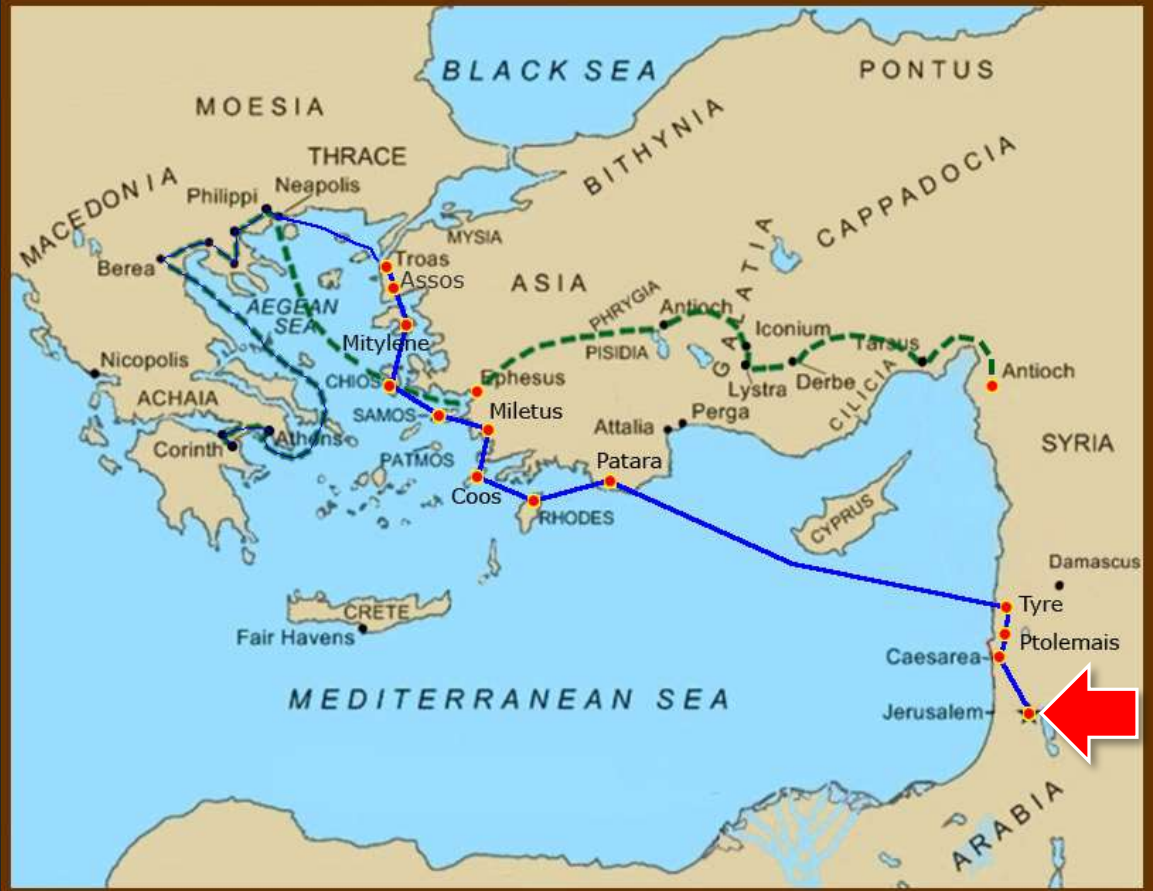 BLACK SEA
PONTUS
MOESIA
THRACE
BITHYNIA
CAPPADOCIA
MACEDONIA
Philippi
Neapolis
MYSIA
Berea
Troas
Assos
ASIA
GALATIA
AEGEAN
SEA
PHRYGIA
Antioch
Mitylene
Iconium
PISIDIA
Tarsus
Nicopolis
CHIOS
Ephesus
Lystra
Derbe
Antioch
ACHAIA
SAMOS
Miletus
Perga
CILICIA
Attalia
Corinth
Athens
SYRIA
PATMOS
Patara
Coos
RHODES
CYPRUS
Damascus
CRETE
Tyre
Fair Havens
Ptolemais
Caesarea
MEDITERRANEAN SEA
Jerusalem
ARABIA